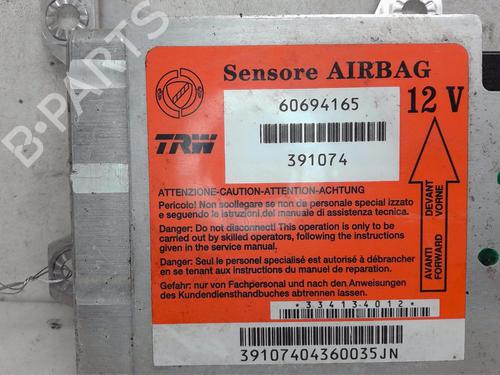 Sensore AIRBAG
60694165
12 V
TRW
391074
ATTENZIONE-CAUTION-ATTENTION-ACHTUNG
Pericolo! Non scollegare se non da personale special izzato
e seguendo le istruzioni del manuale di assistenza tecnica.
Danger: Do not disconnect! This operation is only to be
carried out by skilled operators, following the instructions
given in the service manual.
Danger: Seul le personel spécialisé est autorisé à débrancher
en se tenant aux instructions du manuel de reparation.
Gefahr: nur von Fachpersonal und nach den Anweisungen
des Kundendiensthandbuches abtrennen lassen.
AVANTI DEVANT
FORWARD VORNE
*334134012*
39107404360035JN
B-PARTS